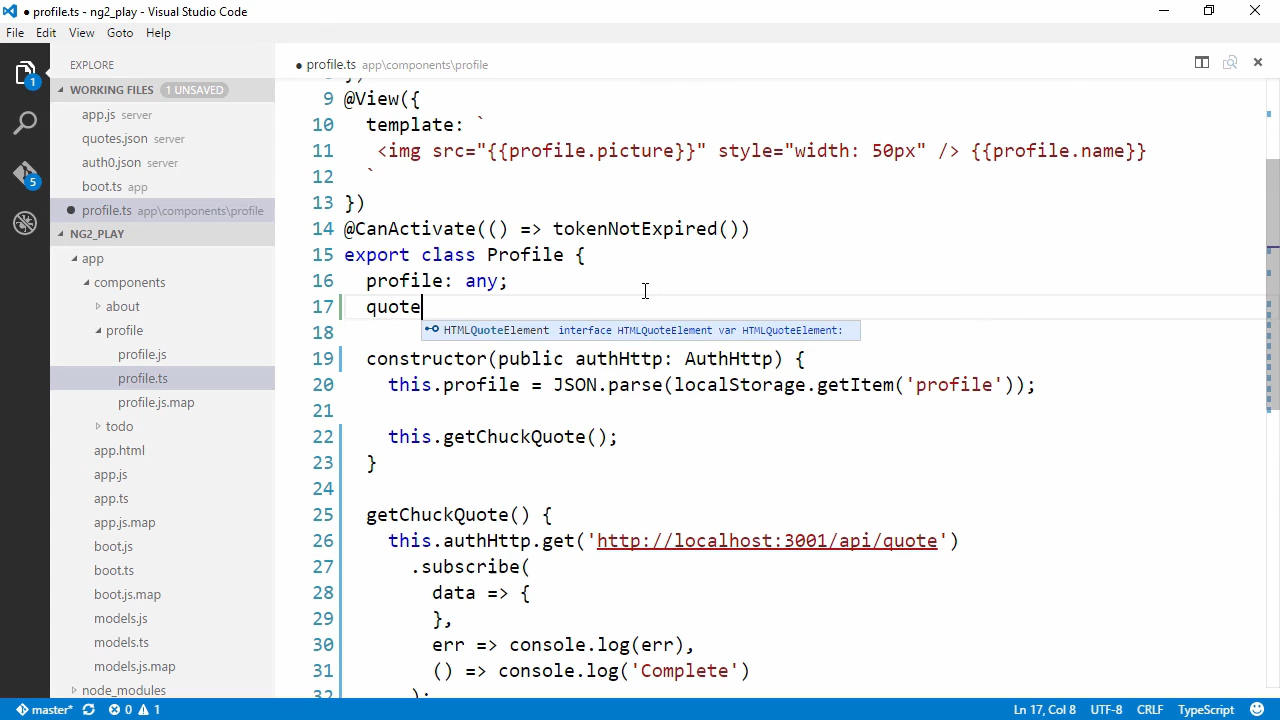 ● profile.ts - ng2_play - Visual Studio Code
File Edit View Goto Help
EXPLORE
WORKING FILES 1 UNSAVED
app.js server
quotes.json server
auth0.json server
boot.ts app
● profile.ts app\components\profile
NG2_PLAY
app
components
about
profile
profile.js
profile.ts
profile.js.map
todo
app.html
app.js
app.ts
app.js.map
boot.js
boot.ts
boot.js.map
models.js
models.ts
models.js.map
node_modules
1
5
● profile.ts app\components\profile
9 @View({
10 template: `
11 <img src="{{profile.picture}}" style="width: 50px" /> {{profile.name}}
12 `
13 })
14 @CanActivate(() => tokenNotExpired())
15 export class Profile {
16 profile: any;
17 quote
HTMLQuoteElement interface HTMLQuoteElement var HTMLQuoteElement:
18
19 constructor(public authHttp: AuthHttp) {
20 this.profile = JSON.parse(localStorage.getItem('profile'));
21
22 this.getChuckQuote();
23 }
24
25 getChuckQuote() {
26 this.authHttp.get('http://localhost:3001/api/quote')
27 .subscribe(
28 data => {
29 },
30 err => console.log(err),
31 () => console.log('Complete')
32 );
master* 0 1 Ln 17, Col 8 UTF-8 CRLF TypeScript